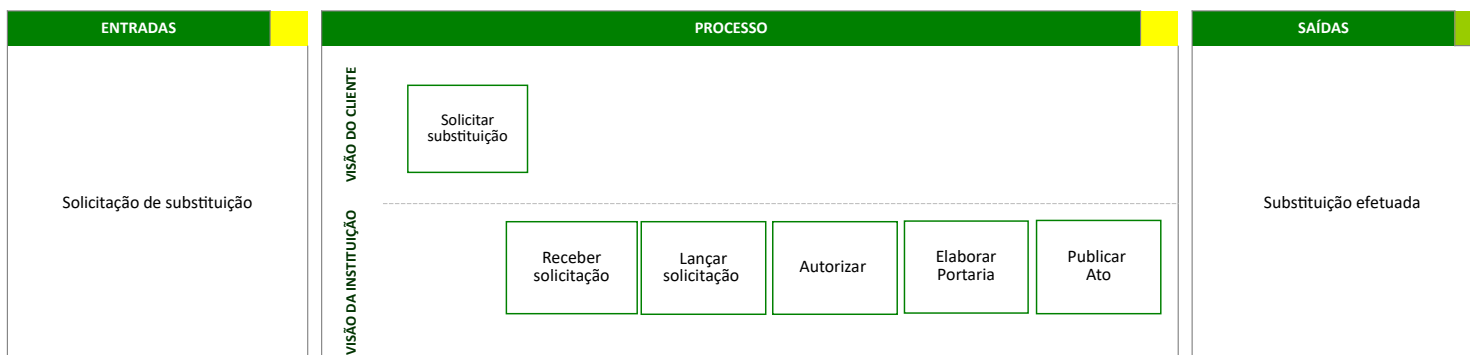 ENTRADAS
PROCESSO
SAÍDAS
VISÃO DO CLIENTE
Solicitar
substituição
Solicitação de substituição
Substituição efetuada
VISÃO DA INSTITUIÇÃO
Receber
solicitação
Lançar
solicitação
Autorizar
Elaborar
Portaria
Publicar
Ato